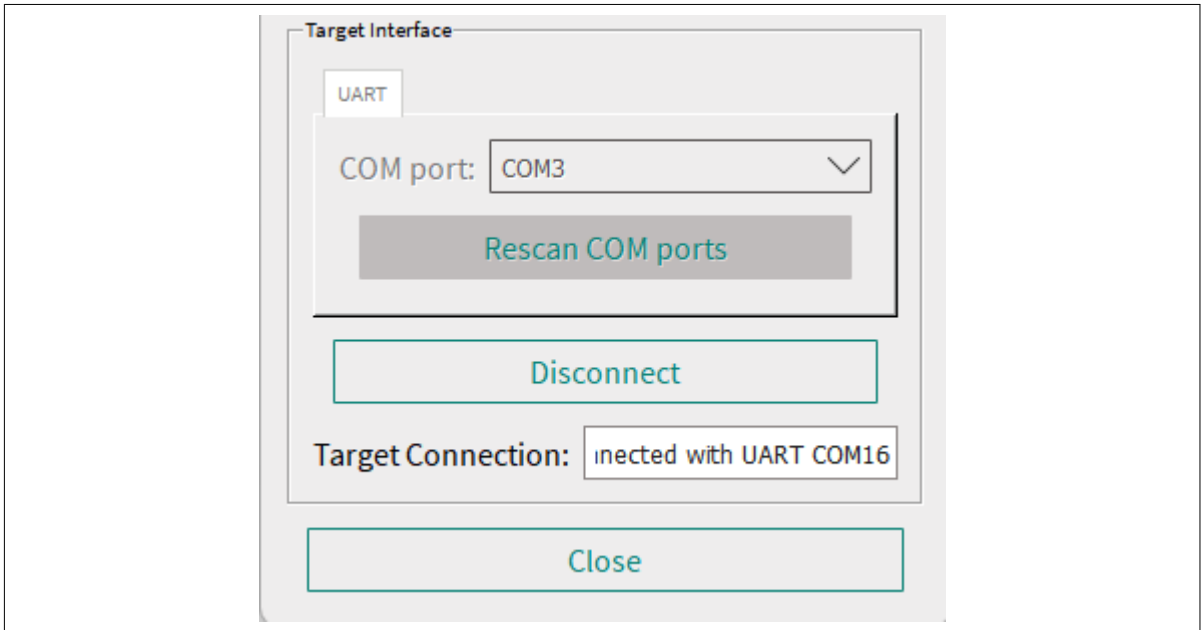 Target Interface
UART
COM port: COM3
Rescan COM ports
Disconnect
Target Connection: nnected with UART COM16
Close